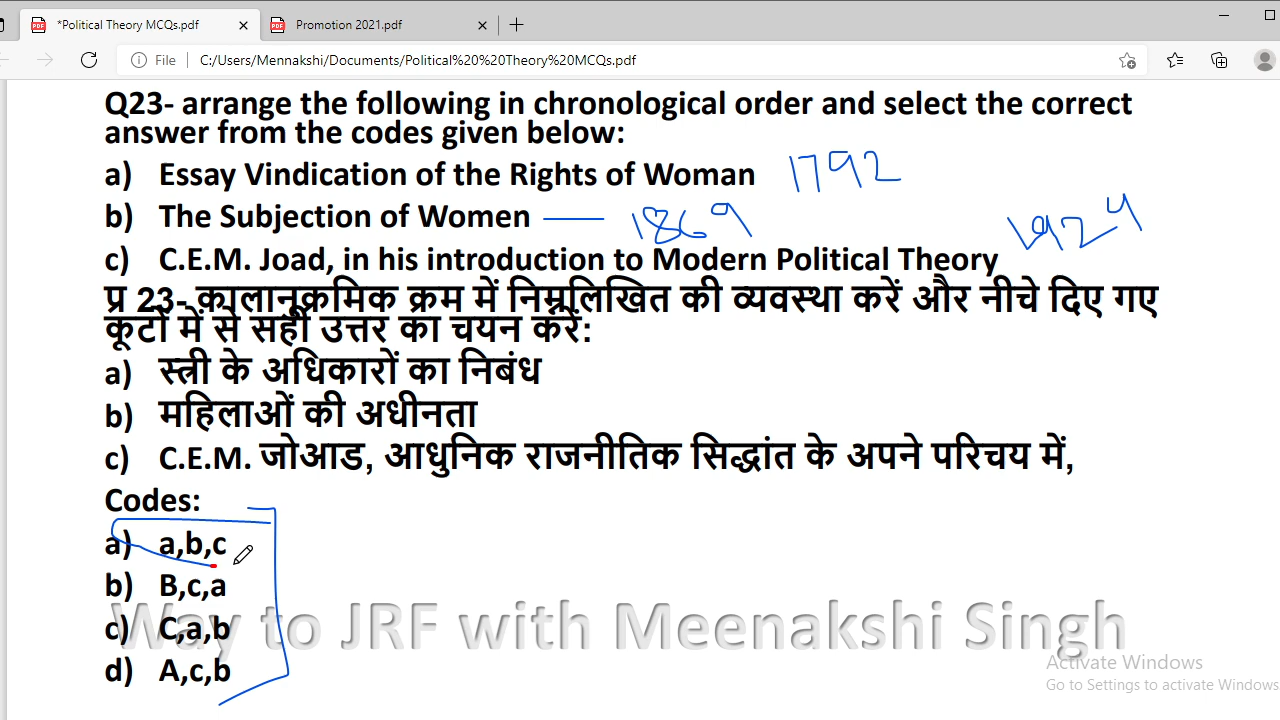 *Political Theory MCQs.pdf
Promotion 2021.pdf
File C:/Users/Mennakshi/Documents/Political%20%20Theory%20MCQs.pdf
Q23- arrange the following in chronological order and select the correct
answer from the codes given below:
a) Essay Vindication of the Rights of Woman 1792
b) The Subjection of Women — 1869
c) C.E.M. Joad, in his introduction to Modern Political Theory 1924
प्र 23- कालानुक्रमिक क्रम में निम्नलिखित की व्यवस्था करें और नीचे दिए गए
कूटों में से सही उत्तर का चयन करें:
a) स्त्री के अधिकारों का निबंध
b) महिलाओं की अधीनता
c) C.E.M. जोआड, आधुनिक राजनीतिक सिद्धांत के अपने परिचय में,
Codes:
a) a,b,c
b) B,c,a
c) C,a,b
d) A,c,b
Way to JRF with Meenakshi Singh
Activate Windows
Go to Settings to activate Windows